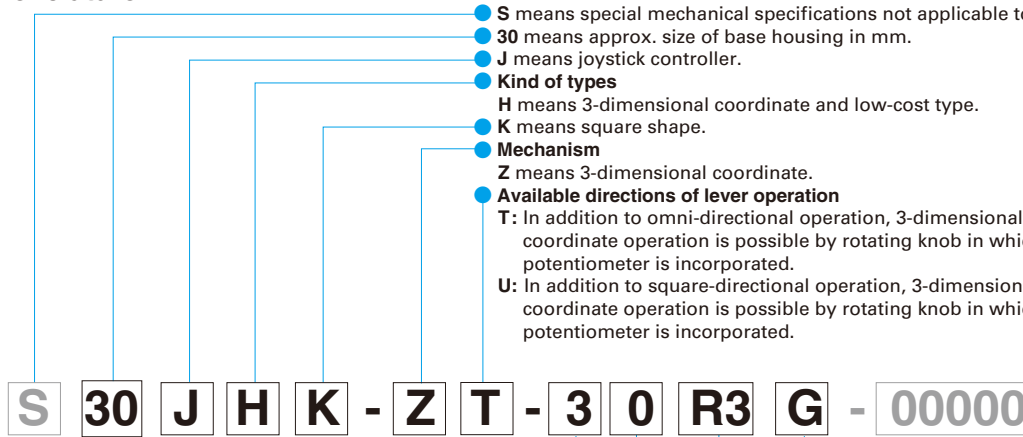 S means special mechanical specifications not applicable to
30 means approx. size of base housing in mm.
J means joystick controller.
Kind of types
H means 3-dimensional coordinate and low-cost type.
K means square shape.
Mechanism
Z means 3-dimensional coordinate.
Available directions of lever operation
T: In addition to omni-directional operation, 3-dimensional
coordinate operation is possible by rotating knob in whi
potentiometer is incorporated.
U: In addition to square-directional operation, 3-dimension
coordinate operation is possible by rotating knob in whi
potentiometer is incorporated.
S 30 J H K - Z T - 3 0 R3 G - 00000